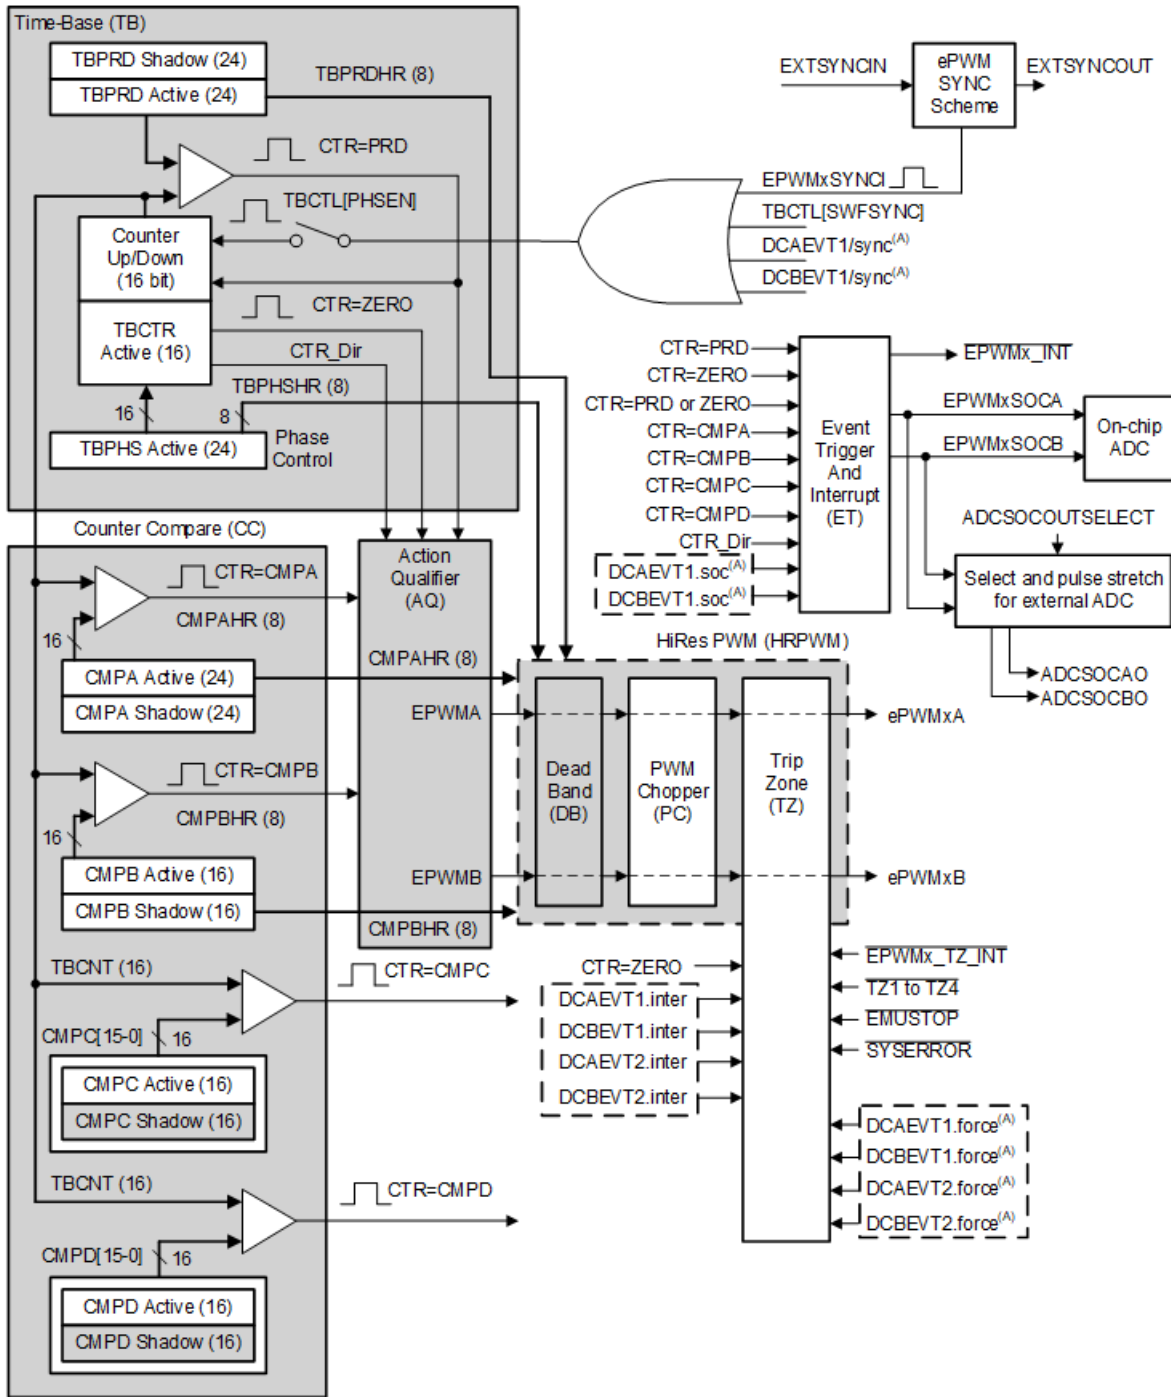 Time-Base (TB)
TBPRD Shadow (24)
TBPRD Active (24)
TBPRDHR (8)
CTR=PRD
TBCTL[PHSEN]
Counter
Up/Down
(16 bit)
CTR=ZERO
TBCTR
Active (16)
CTR_Dir
TBPHSHR (8)
16
8
TBPHS Active (24)
Phase
Control
EXTSYNCIN
ePWM
SYNC
Scheme
EXTSYNCOUT
EPWMxSYNCI
TBCTL[SWFSYNC]
DCAEVT1/sync(A)
DCBEVT1/sync(A)
CTR=PRD
CTR=ZERO
CTR=PRD or ZERO
CTR=CMPA
CTR=CMPB
CTR=CMPC
CTR=CMPD
CTR_Dir
DCAEVT1.soc(A)
DCBEVT1.soc(A)
Event
Trigger
And
Interrupt
(ET)
EPWMx_INT
EPWMxSOCA
EPWMxSOCB
On-chip
ADC
ADCSOCOUTSELECT
Select and pulse stretch
for external ADC
ADCSOCAO
ADCSOCBO
Counter Compare (CC)
CTR=CMPA
CMPAHR (8)
16
CMPA Active (24)
CMPA Shadow (24)
CTR=CMPB
CMPBHR (8)
16
CMPB Active (16)
CMPB Shadow (16)
TBCNT (16)
CTR=CMPC
CMPC[15-0]
16
CMPC Active (16)
CMPC Shadow (16)
TBCNT (16)
CTR=CMPD
CMPD[15-0]
16
CMPD Active (16)
CMPD Shadow (16)
Action
Qualifier
(AQ)
CMPAHR (8)
EPWMA
EPWMB
CMPBHR (8)
HiRes PWM (HRPWM)
Dead
Band
(DB)
PWM
Chopper
(PC)
Trip
Zone
(TZ)
ePWMxA
ePWMxB
CTR=ZERO
DCAEVT1.inter
DCBEVT1.inter
DCAEVT2.inter
DCBEVT2.inter
EPWMx_TZ_INT
TZ1 to TZ4
EMUSTOP
SYSERROR
DCAEVT1.force(A)
DCBEVT1.force(A)
DCAEVT2.force(A)
DCBEVT2.force(A)